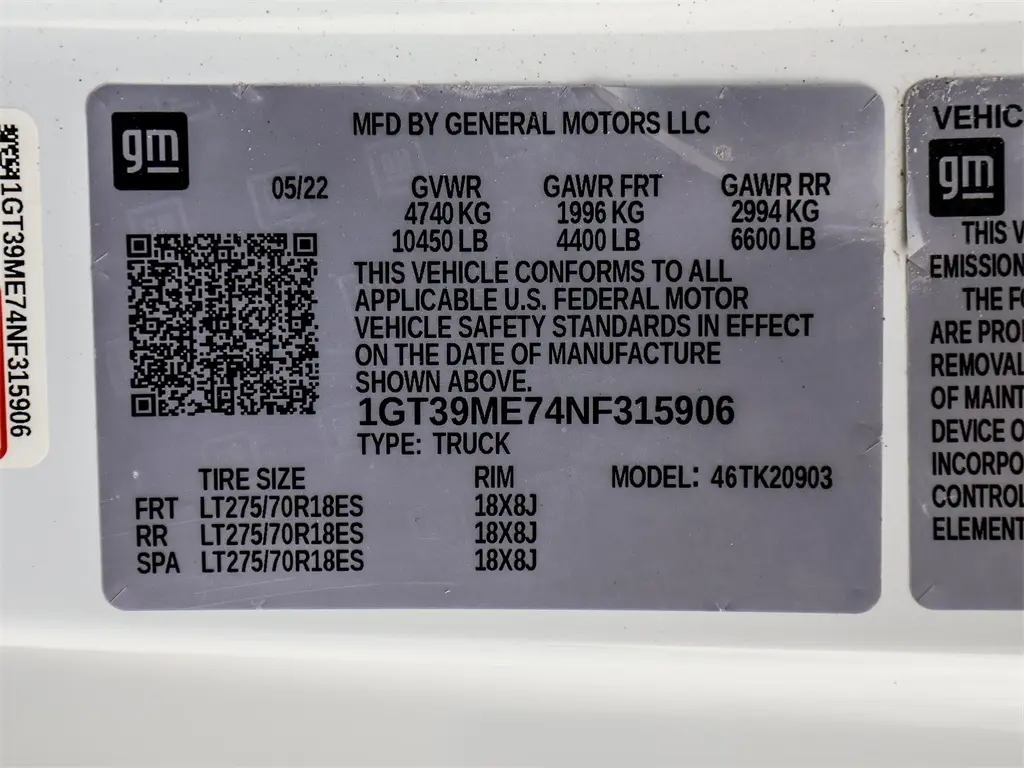 1GT39ME74NF315906
gm
MFD BY GENERAL MOTORS LLC
05/22 GVWR GAWR FRT GAWR RR
4740 KG 1996 KG 2994 KG
10450 LB 4400 LB 6600 LB
THIS VEHICLE CONFORMS TO ALL
APPLICABLE U.S. FEDERAL MOTOR
VEHICLE SAFETY STANDARDS IN EFFECT
ON THE DATE OF MANUFACTURE
SHOWN ABOVE.
1GT39ME74NF315906
TYPE: TRUCK
TIRE SIZE RIM MODEL: 46TK20903
FRT LT275/70R18ES 18X8J
RR LT275/70R18ES 18X8J
SPA LT275/70R18ES 18X8J
VEHIC
gm
THIS V
EMISSION
THE FO
ARE PROI
REMOVAL
OF MAINT
DEVICE O
INCORPO
CONTROL
ELEMENT